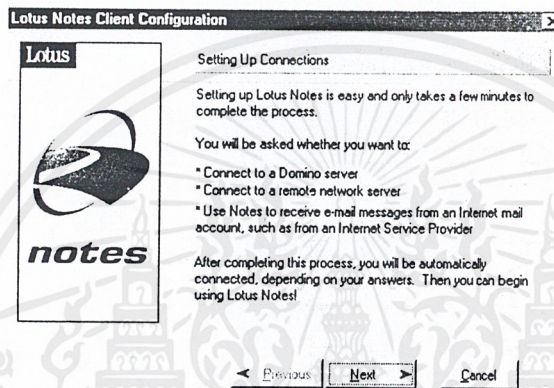 Lotus Notes Client Configuration
Lotus
notes
Setting Up Connections
Setting up Lotus Notes is easy and only takes a few minutes to
complete the process.
You will be asked whether you want to:
* Connect to a Domino server
* Connect to a remote network server
* Use Notes to receive e-mail messages from an Internet mail
account, such as from an Internet Service Provider
After completing this process, you will be automatically
connected, depending on your answers. Then you can begin
using Lotus Notes!
Previous Next Cancel